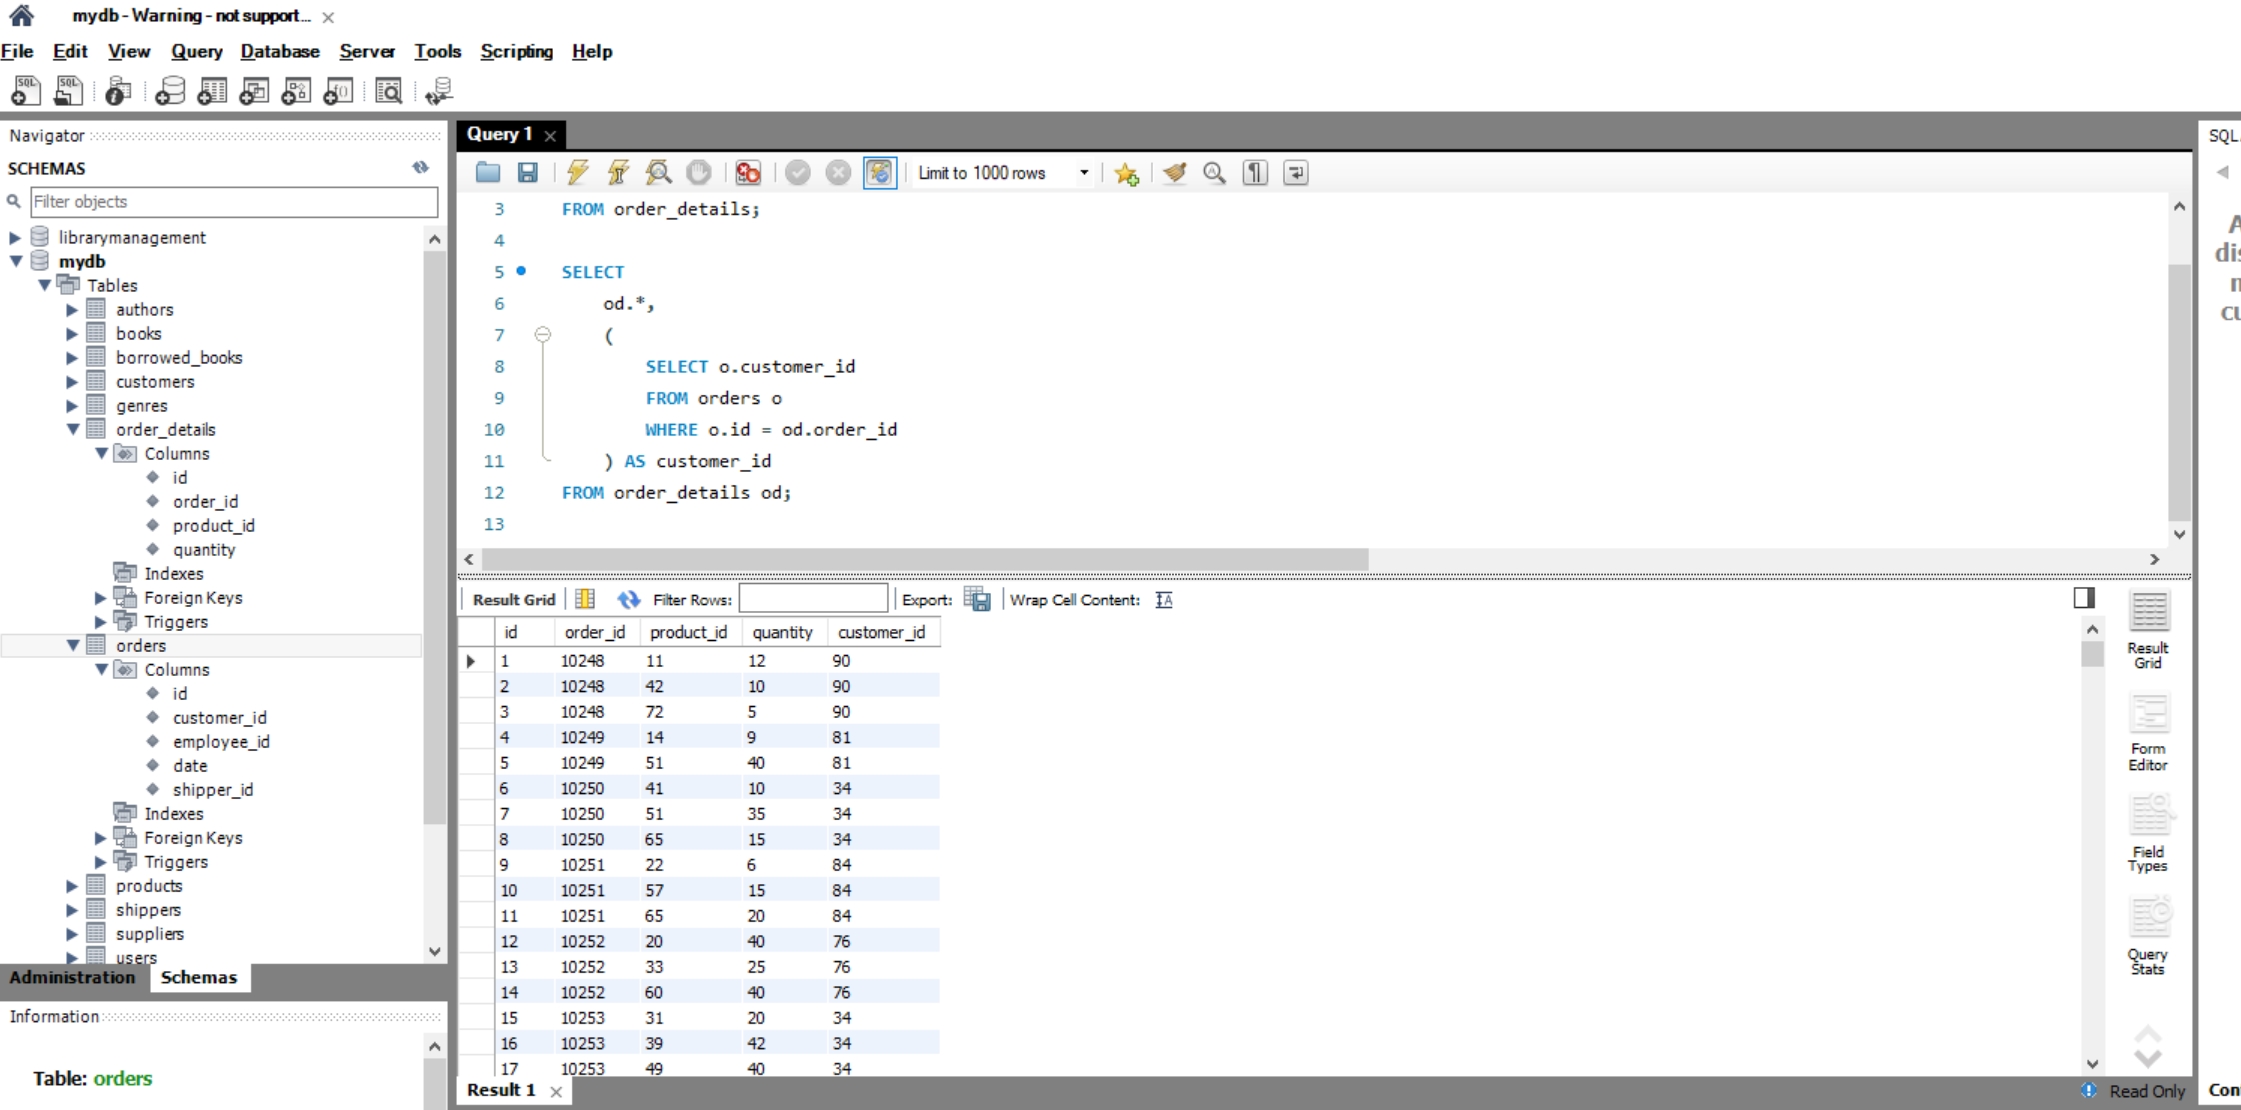 mydb - Warning - not support...
File Edit View Query Database Server Tools Scripting Help
Navigator
SCHEMAS
Filter objects
librarymanagement
mydb
Tables
authors
books
borrowed_books
customers
genres
order_details
Columns
id
order_id
product_id
quantity
Indexes
Foreign Keys
Triggers
orders
Columns
id
customer_id
employee_id
date
shipper_id
Indexes
Foreign Keys
Triggers
products
shippers
suppliers
users
Administration Schemas
Information
Table: orders
Query 1
Limit to 1000 rows
3 FROM order_details;
4
5 SELECT
6 od.*,
7 (
8 SELECT o.customer_id
9 FROM orders o
10 WHERE o.id = od.order_id
11 ) AS customer_id
12 FROM order_details od;
13
Result Grid Filter Rows: Export: Wrap Cell Content:
id order_id product_id quantity customer_id
1 10248 11 12 90
2 10248 42 10 90
3 10248 72 5 90
4 10249 14 9 81
5 10249 51 40 81
6 10250 41 10 34
7 10250 51 35 34
8 10250 65 15 34
9 10251 22 6 84
10 10251 57 15 84
11 10251 65 20 84
12 10252 20 40 76
13 10252 33 25 76
14 10252 60 40 76
15 10253 31 20 34
16 10253 39 42 34
17 10253 49 40 34
Result 1
Result
Grid
Form
Editor
Field
Types
Query
Stats
Read Only
SQL